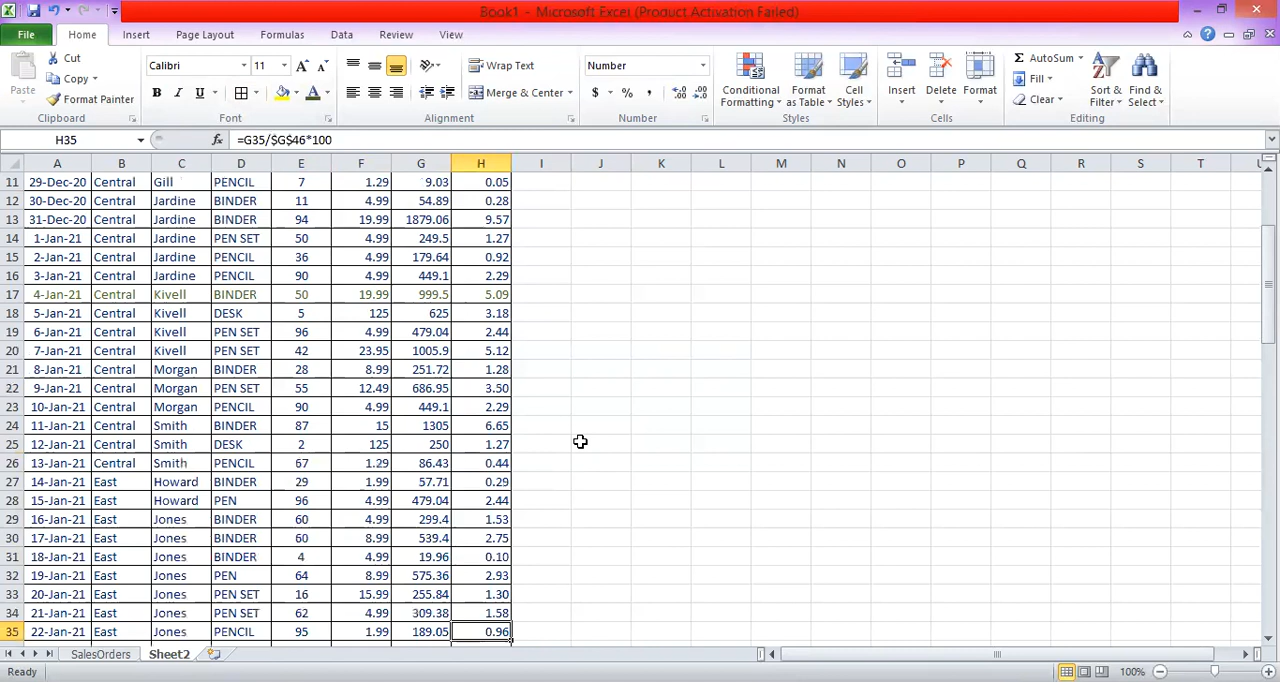 Book1 - Microsoft Excel (Product Activation Failed)
File Home Insert Page Layout Formulas Data Review View
Paste Cut Copy Format Painter Clipboard
Calibri 11 A A B I U A Font
Wrap Text Merge & Center Alignment
Number $ % , .0 .00 .00 .0 Number
Conditional Formatting Format as Table Cell Styles Styles
Insert Delete Format Cells
Σ AutoSum Fill Clear Sort & Filter Find & Select Editing
H35 fx =G35/$G$46*100
A B C D E F G H I J K L M N O P Q R S T
11 29-Dec-20 Central Gill PENCIL 7 1.29 9.03 0.05
12 30-Dec-20 Central Jardine BINDER 11 4.99 54.89 0.28
13 31-Dec-20 Central Jardine BINDER 94 19.99 1879.06 9.57
14 1-Jan-21 Central Jardine PEN SET 50 4.99 249.5 1.27
15 2-Jan-21 Central Jardine PENCIL 36 4.99 179.64 0.92
16 3-Jan-21 Central Jardine PENCIL 90 4.99 449.1 2.29
17 4-Jan-21 Central Kivell BINDER 50 19.99 999.5 5.09
18 5-Jan-21 Central Kivell DESK 5 125 625 3.18
19 6-Jan-21 Central Kivell PEN SET 96 4.99 479.04 2.44
20 7-Jan-21 Central Kivell PEN SET 42 23.95 1005.9 5.12
21 8-Jan-21 Central Morgan BINDER 28 8.99 251.72 1.28
22 9-Jan-21 Central Morgan PEN SET 55 12.49 686.95 3.50
23 10-Jan-21 Central Morgan PENCIL 90 4.99 449.1 2.29
24 11-Jan-21 Central Smith BINDER 87 15 1305 6.65
25 12-Jan-21 Central Smith DESK 2 125 250 1.27
26 13-Jan-21 Central Smith PENCIL 67 1.29 86.43 0.44
27 14-Jan-21 East Howard BINDER 29 1.99 57.71 0.29
28 15-Jan-21 East Howard PEN 96 4.99 479.04 2.44
29 16-Jan-21 East Jones BINDER 60 4.99 299.4 1.53
30 17-Jan-21 East Jones BINDER 60 8.99 539.4 2.75
31 18-Jan-21 East Jones BINDER 4 4.99 19.96 0.10
32 19-Jan-21 East Jones PEN 64 8.99 575.36 2.93
33 20-Jan-21 East Jones PEN SET 16 15.99 255.84 1.30
34 21-Jan-21 East Jones PEN SET 62 4.99 309.38 1.58
35 22-Jan-21 East Jones PENCIL 95 1.99 189.05 0.96
SalesOrders Sheet2
Ready 100%